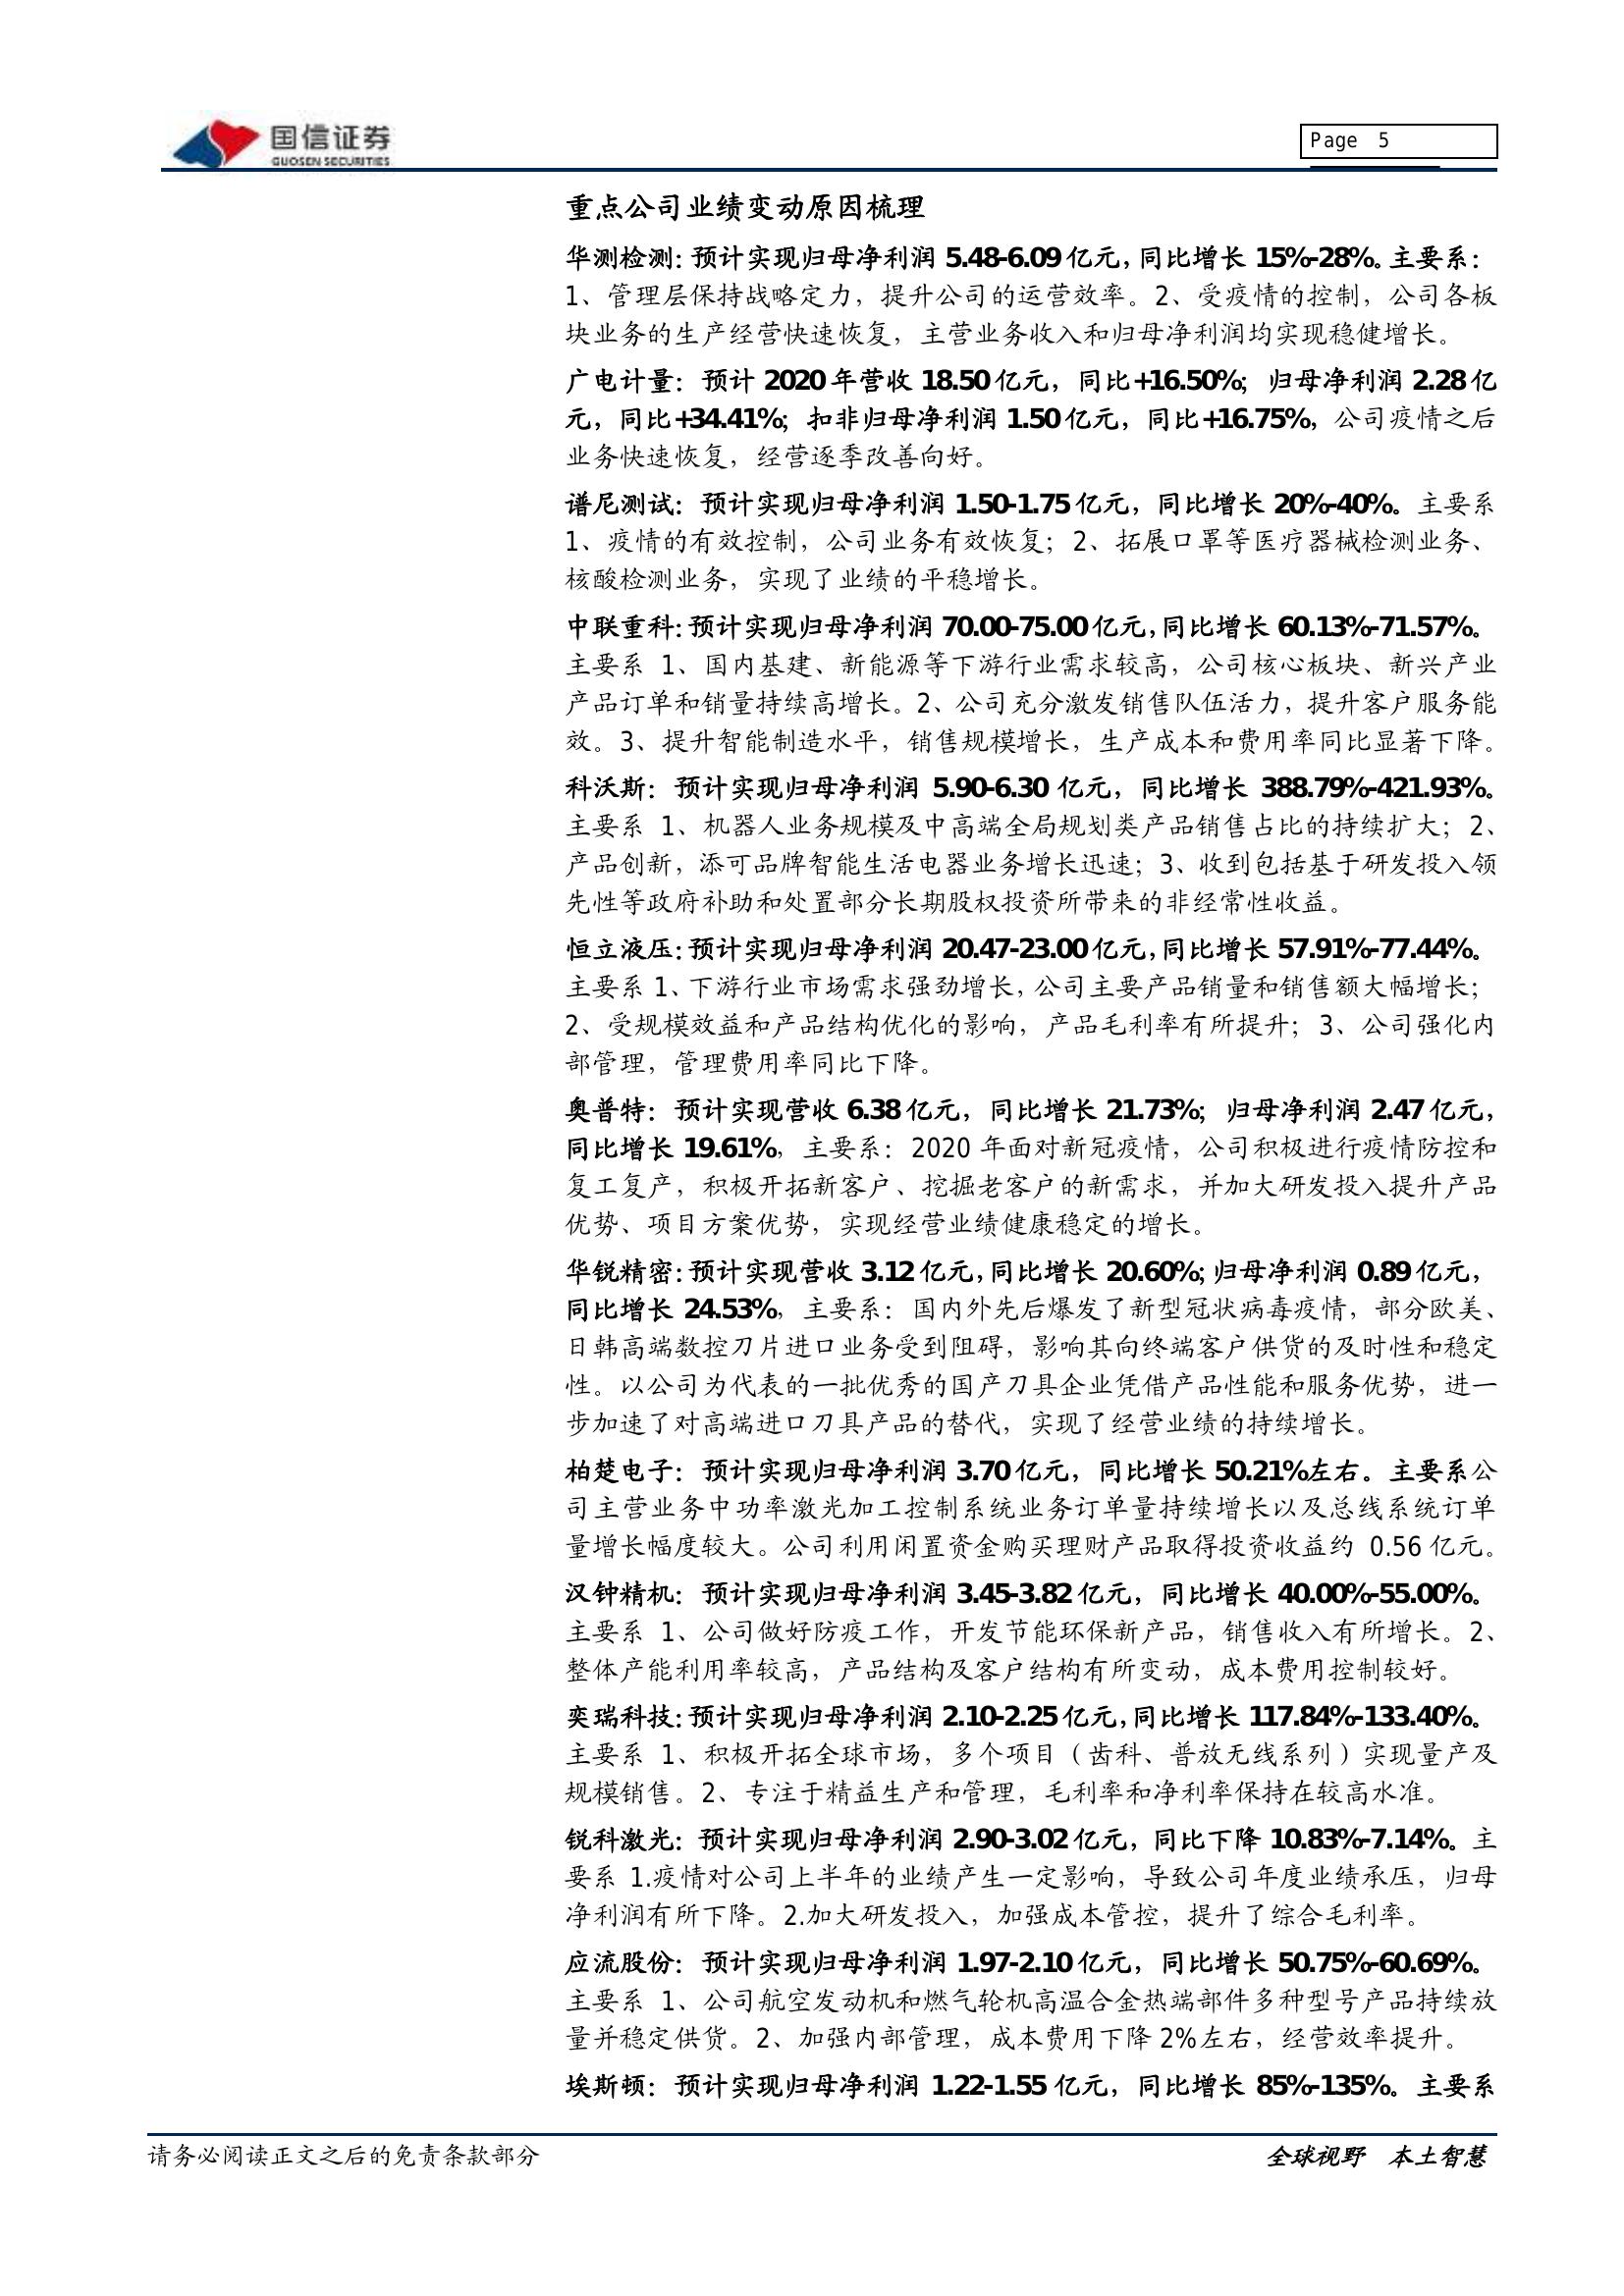 国信证券
GUOSEN SECURITIES
Page 5
重点公司业绩变动原因梳理
华测检测：预计实现归母净利润 5.48-6.09 亿元，同比增长 15%-28%。主要系：
1、管理层保持战略定力，提升公司的运营效率。2、受疫情的控制，公司各板
块业务的生产经营快速恢复，主营业务收入和归母净利润均实现稳健增长。
广电计量：预计 2020 年营收 18.50 亿元，同比+16.50%；归母净利润 2.28 亿
元，同比+34.41%；扣非归母净利润 1.50 亿元，同比+16.75%，公司疫情之后
业务快速恢复，经营逐季改善向好。
谱尼测试：预计实现归母净利润 1.50-1.75 亿元，同比增长 20%-40%。主要系
1、疫情的有效控制，公司业务有效恢复；2、拓展口罩等医疗器械检测业务、
核酸检测业务，实现了业绩的平稳增长。
中联重科：预计实现归母净利润 70.00-75.00 亿元，同比增长 60.13%-71.57%。
主要系 1、国内基建、新能源等下游行业需求较高，公司核心板块、新兴产业
产品订单和销量持续高增长。2、公司充分激发销售队伍活力，提升客户服务能
效。3、提升智能制造水平，销售规模增长，生产成本和费用率同比显著下降。
科沃斯：预计实现归母净利润 5.90-6.30 亿元，同比增长 388.79%-421.93%。
主要系 1、机器人业务规模及中高端全局规划类产品销售占比的持续扩大；2、
产品创新，添可品牌智能生活电器业务增长迅速；3、收到包括基于研发投入领
先性等政府补助和处置部分长期股权投资所带来的非经常性收益。
恒立液压：预计实现归母净利润 20.47-23.00 亿元，同比增长 57.91%-77.44%。
主要系 1、下游行业市场需求强劲增长，公司主要产品销量和销售额大幅增长；
2、受规模效益和产品结构优化的影响，产品毛利率有所提升；3、公司强化内
部管理，管理费用率同比下降。
奥普特：预计实现营收 6.38 亿元，同比增长 21.73%；归母净利润 2.47 亿元，
同比增长 19.61%，主要系：2020 年面对新冠疫情，公司积极进行疫情防控和
复工复产，积极开拓新客户、挖掘老客户的新需求，并加大研发投入提升产品
优势、项目方案优势，实现经营业绩健康稳定的增长。
华锐精密：预计实现营收 3.12 亿元，同比增长 20.60%；归母净利润 0.89 亿元，
同比增长 24.53%，主要系：国内外先后爆发了新型冠状病毒疫情，部分欧美、
日韩高端数控刀片进口业务受到阻碍，影响其向终端客户供货的及时性和稳定
性。以公司为代表的一批优秀的国产刀具企业凭借产品性能和服务优势，进一
步加速了对高端进口刀具产品的替代，实现了经营业绩的持续增长。
柏楚电子：预计实现归母净利润 3.70 亿元，同比增长 50.21%左右。主要系公
司主营业务中功率激光加工控制系统业务订单量持续增长以及总线系统订单
量增长幅度较大。公司利用闲置资金购买理财产品取得投资收益约 0.56 亿元。
汉钟精机：预计实现归母净利润 3.45-3.82 亿元，同比增长 40.00%-55.00%。
主要系 1、公司做好防疫工作，开发节能环保新产品，销售收入有所增长。2、
整体产能利用率较高，产品结构及客户结构有所变动，成本费用控制较好。
奕瑞科技：预计实现归母净利润 2.10-2.25 亿元，同比增长 117.84%-133.40%。
主要系 1、积极开拓全球市场，多个项目（齿科、普放无线系列）实现量产及
规模销售。2、专注于精益生产和管理，毛利率和净利率保持在较高水准。
锐科激光：预计实现归母净利润 2.90-3.02 亿元，同比下降 10.83%-7.14%。主
要系 1.疫情对公司上半年的业绩产生一定影响，导致公司年度业绩承压，归母
净利润有所下降。2.加大研发投入，加强成本管控，提升了综合毛利率。
应流股份：预计实现归母净利润 1.97-2.10 亿元，同比增长 50.75%-60.69%。
主要系 1、公司航空发动机和燃气轮机高温合金热端部件多种型号产品持续放
量并稳定供货。2、加强内部管理，成本费用下降 2%左右，经营效率提升。
埃斯顿：预计实现归母净利润 1.22-1.55 亿元，同比增长 85%-135%。主要系
请务必阅读正文之后的免责条款部分
全球视野 本土智慧